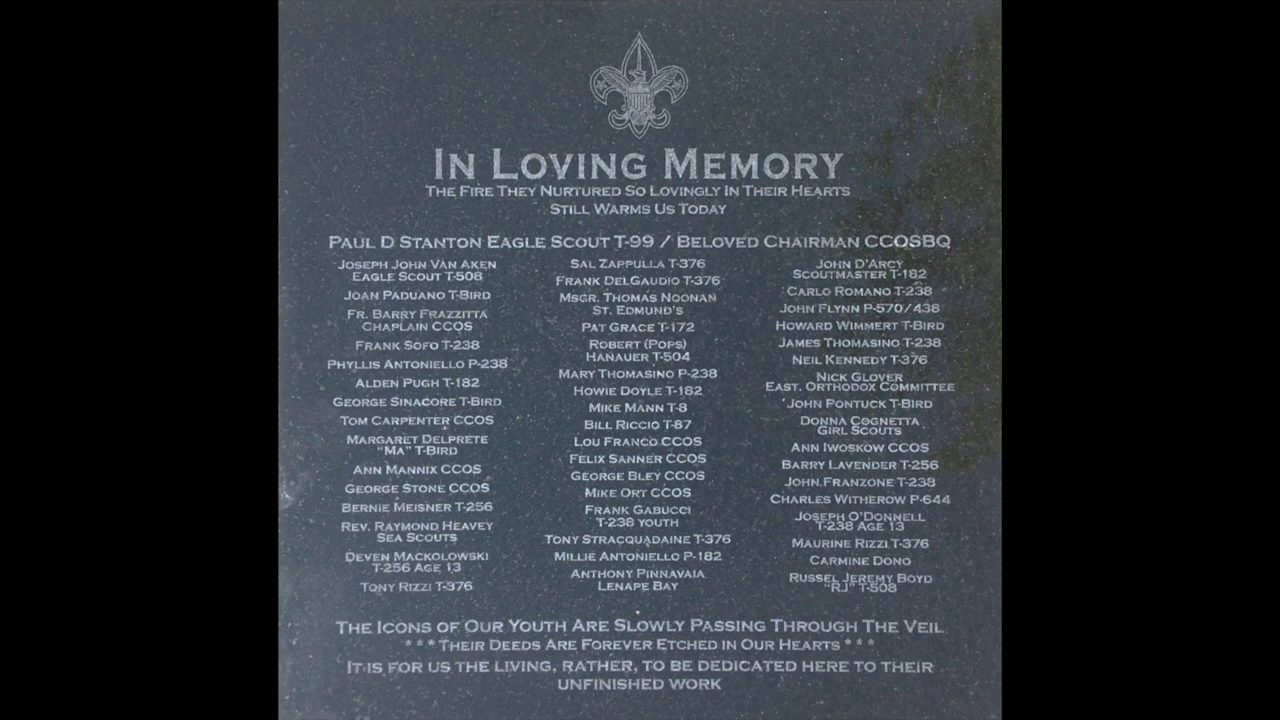 IN LOVING MEMORY
THE FIRE THEY NURTURED SO LOVINGLY IN THEIR HEARTS
STILL WARMS US TODAY
PAUL D STANTON EAGLE SCOUT T-99 / BELOVED CHAIRMAN CCOSBQ
JOSEPH JOHN VAN AKEN
EAGLE SCOUT T-508
JOAN PADUANO T-BIRD
FR. BARRY FRAZZITTA
CHAPLAIN CCOS
FRANK SOFO T-238
PHYLLIS ANTONIELLO P-238
ALDEN PUGH T-182
GEORGE SINACORE T-BIRD
TOM CARPENTER CCOS
MARGARET DELPRETE
"MA" T-BIRD
ANN MANNIX CCOS
GEORGE STONE CCOS
BERNIE MEISNER T-256
REV. RAYMOND HEAVEY
SEA SCOUTS
DEVEN MACKOLOWSKI
T-256 AGE 13
TONY RIZZI T-376
SAL ZAPPULLA T-376
FRANK DELGAUDIO T-376
MSGR. THOMAS NOONAN
ST. EDMUND'S
PAT GRACE T-172
ROBERT (POPS)
HANAUER T-504
MARY THOMASINO P-238
HOWIE DOYLE T-182
MIKE MANN T-8
BILL RICCIO T-87
LOU FRANCO CCOS
FELIX SANNER CCOS
GEORGE BLEY CCOS
MIKE ORT CCOS
FRANK GABUCCI
T-238 YOUTH
TONY STRACQUADAINE T-376
MILLIE ANTONIELLO P-182
ANTHONY PINNAVAIA
LENAPE BAY
JOHN D'ARCY
SCOUTMASTER T-182
CARLO ROMANO T-238
JOHN FLYNN P-570/438
HOWARD WIMMERT T-BIRD
JAMES THOMASINO T-238
NEIL KENNEDY T-376
NICK GLOVER
EAST. ORTHODOX COMMITTEE
JOHN PONTUCK T-BIRD
DONNA COGNETTA
GIRL SCOUTS
ANN IWOSKOW CCOS
BARRY LAVENDER T-256
JOHN FRANZONE T-238
CHARLES WITHEROW P-644
JOSEPH O'DONNELL
T-238 AGE 13
MAURINE RIZZI T-376
CARMINE DONO
RUSSEL JEREMY BOYD
"RJ" T-508
THE ICONS OF OUR YOUTH ARE SLOWLY PASSING THROUGH THE VEIL
* * * THEIR DEEDS ARE FOREVER ETCHED IN OUR HEARTS * * *
IT IS FOR US THE LIVING, RATHER, TO BE DEDICATED HERE TO THEIR
UNFINISHED WORK